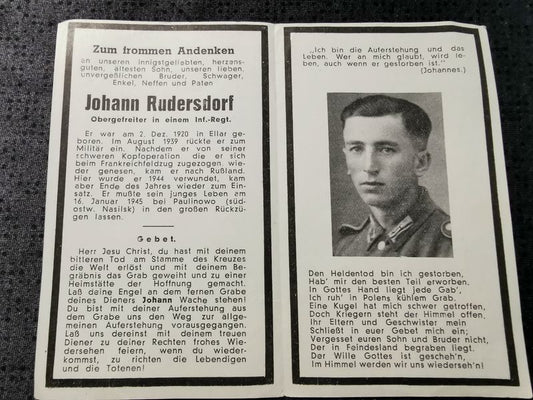 Zum frommen Andenken
an unseren innigstgeliebten, herzens-
guten, ältesten Sohn, unseren lieben,
unvergeßlichen Bruder, Schwager,
Enkel, Neffen und Paten
Johann Rudersdorf
Obergefreiter in einem Inf.-Regt.
Er war am 2. Dez. 1920 in Ellar ge-
boren. Im August 1939 rückte er zum
Militär ein. Nachdem er von seiner
schweren Kopfoperation die er sich
beim Frankreichfeldzug zugezogen wieder
genesen, kam er nach Rußland.
Hier wurde er 1944 verwundet, kam
aber Ende des Jahres wieder zum Ein-
satz. Er mußte sein junges Leben am
16. Januar 1945 bei Paulinowo (süd-
ostw. Nasilsk) in den großen Rückzü-
gen lassen.
Gebet.
Herr Jesu Christ, du hast mit deinem
bitteren Tod am Stamme des Kreuzes
die Welt erlöst und mit deinem Be-
gräbnis das Grab geweiht und zu einer
Heimstätte der Hoffnung gemacht.
Laß deine Engel an dem fernen Grabe
deines Dieners Johann Wache stehen!
Du bist mit deiner Auferstehung aus
dem Grabe uns den Weg zur allge-
meinen Auferstehung vorausgegangen.
Laß uns dereinst mit deinem treuen
Diener zu deiner Rechten frohes Wie-
dersehen feiern, wenn du wieder-
kommst, zu richten die Lebendigen
und die Totenen!
„Ich bin die Auferstehung und das
Leben. Wer an mich glaubt, wird le-
ben, auch wenn er gestorben ist."
(Johannes.)
Den Heldentod bin ich gestorben,
Hab' mir den besten Teil erworben.
In Gottes Hand liegt jede Gab',
Ich ruh' in Polens kühlem Grab.
Eine Kugel hat mich schwer getroffen,
Doch Kriegern steht der Himmel offen.
Ihr Eltern und Geschwister mein
Schließt in euer Gebet mich ein;
Vergesset euren Sohn und Bruder nicht,
Der in Feindesland begraben liegt.
Der Wille Gottes ist gescheh'n,
Im Himmel werden wir uns wiederseh'n!